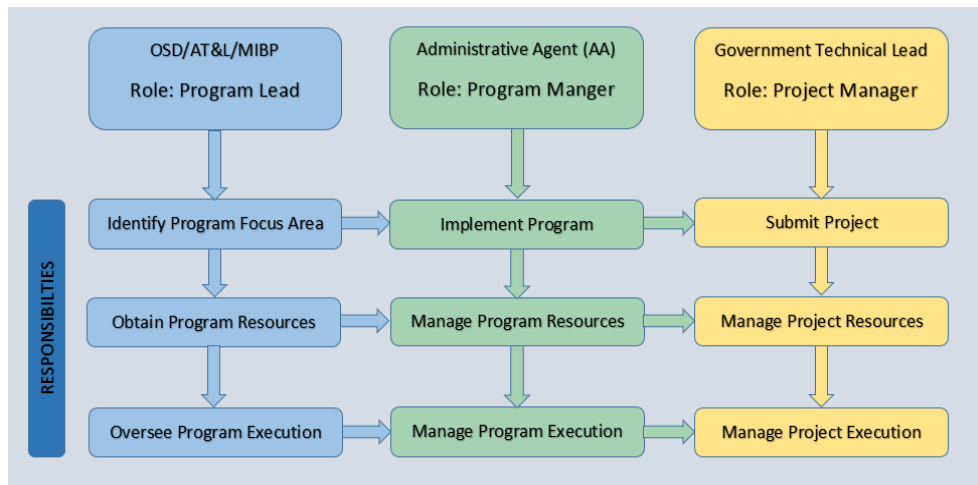 OSD/AT&L/MIBP
Role: Program Lead
Administrative Agent (AA)
Role: Program Manger
Government Technical Lead
Role: Project Manager
RESPONSIBILTIES
Identify Program Focus Area
Implement Program
Submit Project
Obtain Program Resources
Manage Program Resources
Manage Project Resources
Oversee Program Execution
Manage Program Execution
Manage Project Execution